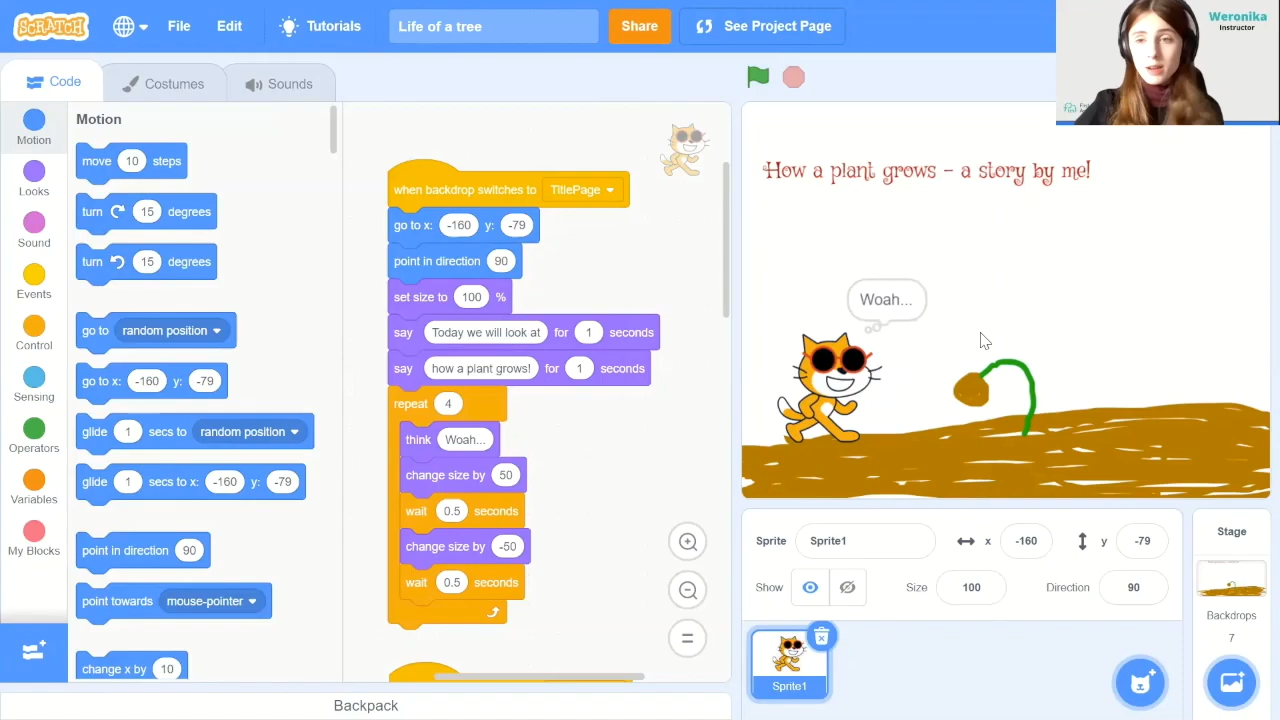 SCRATCH
File
Edit
Tutorials
Life of a tree
Share
See Project Page
Weronika
Instructor
Code
Costumes
Sounds
Motion
Looks
Sound
Events
Control
Sensing
Operators
Variables
My Blocks
Motion
move 10 steps
turn 15 degrees
turn 15 degrees
go to random position
go to x: -160 y: -79
glide 1 secs to random position
glide 1 secs to x: -160 y: -79
point in direction 90
point towards mouse-pointer
change x by 10
when backdrop switches to TitlePage
go to x: -160 y: -79
point in direction 90
set size to 100 %
say Today we will look at for 1 seconds
say how a plant grows! for 1 seconds
repeat 4
think Woah...
change size by 50
wait 0.5 seconds
change size by -50
wait 0.5 seconds
How a plant grows - a story by me!
Woah...
Sprite Sprite1 x -160 y -79
Show Size 100 Direction 90
Sprite1
Stage
Backdrops
7
Backpack